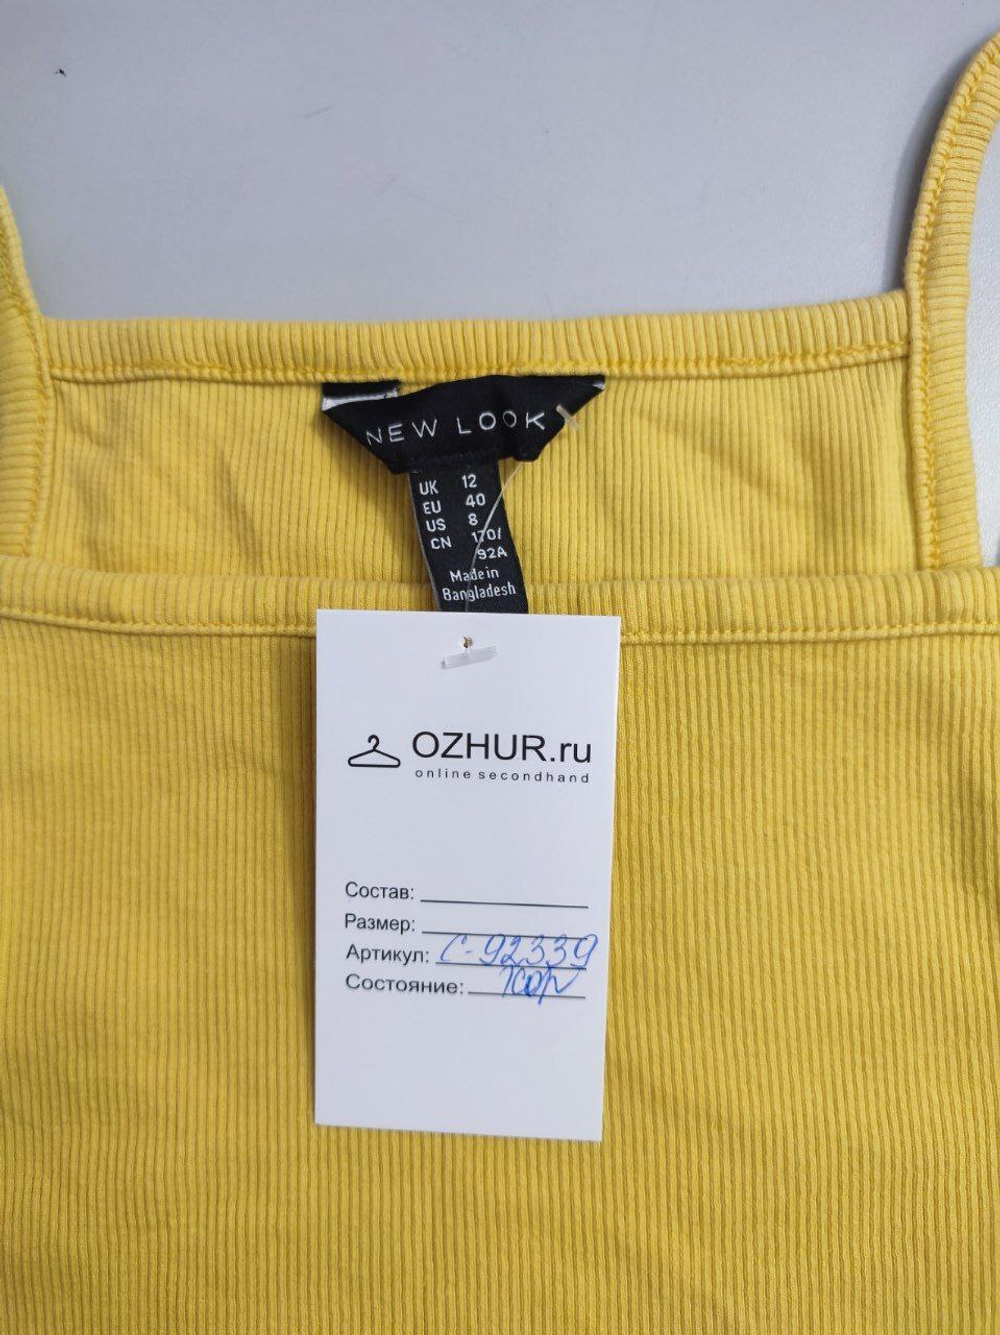 NEW LOOK
UK 12
EU 40
US 8
CN 170/
92A
Made in
Bangladesh
OZHUR.ru
online secondhand
Состав:
Размер:
Артикул: С-92339
Состояние: хор